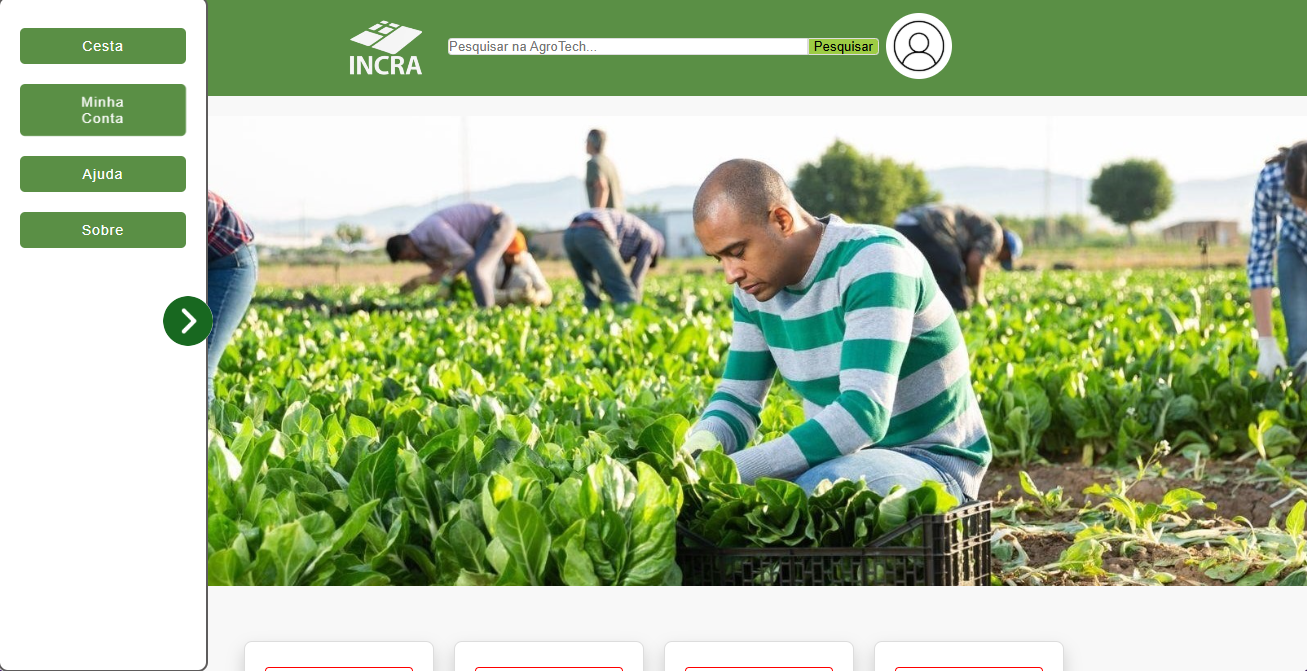 Cesta
Minha
Conta
Ajuda
Sobre
INCRA
Pesquisar na AgroTech...
Pesquisar